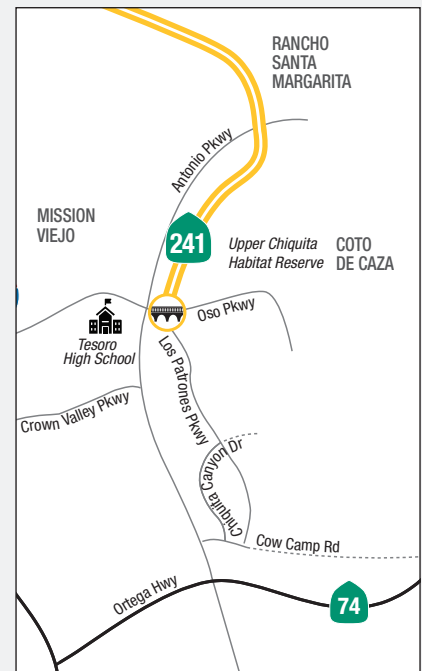 RANCHO
SANTA
MARGARITA
Antonio Pkwy
MISSION
VIEJO
241
Upper Chiquita
Habitat Reserve
COTO
DE CAZA
Oso Pkwy
Tesoro
High School
Los Patrones Pkwy
Crown Valley Pkwy
Chiquita Canyon Dr
Cow Camp Rd
Ortega Hwy
74